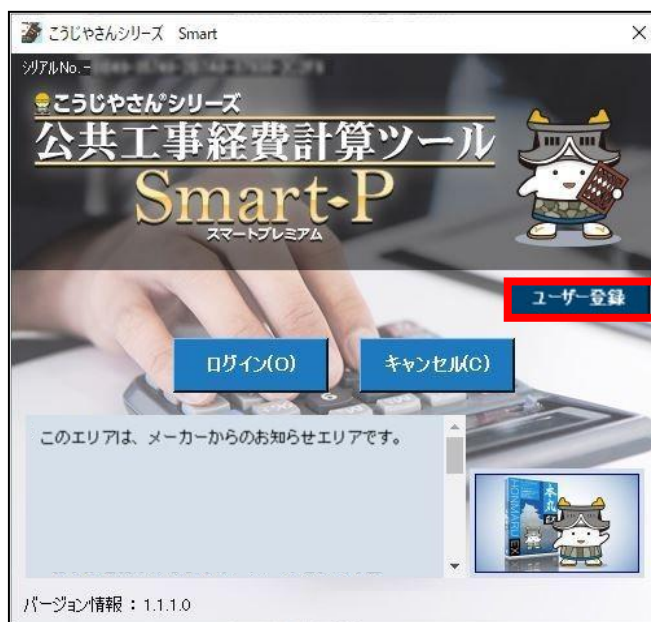 こうじやさんシリーズ Smart
シリアルNo. -
こうじやさん®シリーズ
公共工事経費計算ツール
Smart-P
スマートプレミアム
ユーザー登録
ログイン(O)
キャンセル(C)
このエリアは、メーカーからのお知らせエリアです。
本丸
EX
HONMARU EX
バージョン情報：1.1.1.0